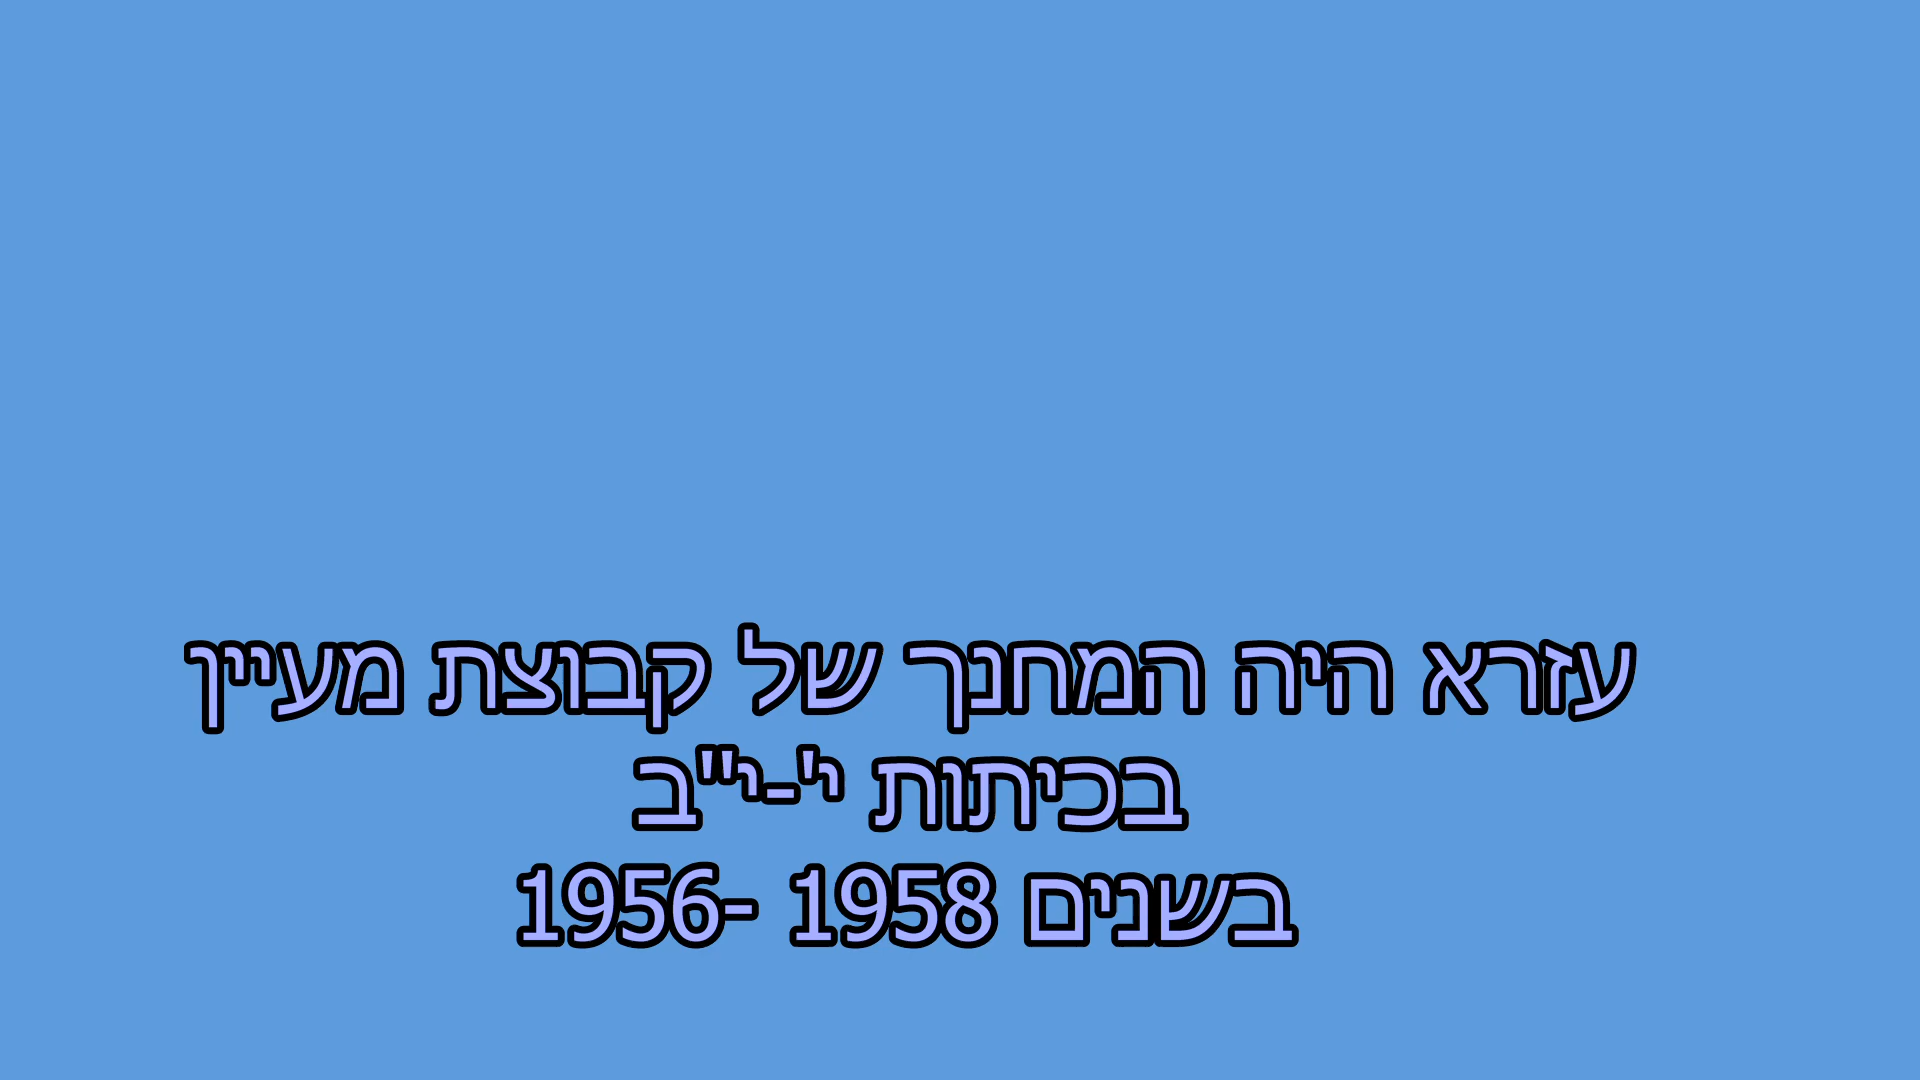 עזרא היה המחנך של קבוצת מעיין
בכיתות י'-י"ב
בשנים 1958 -1956